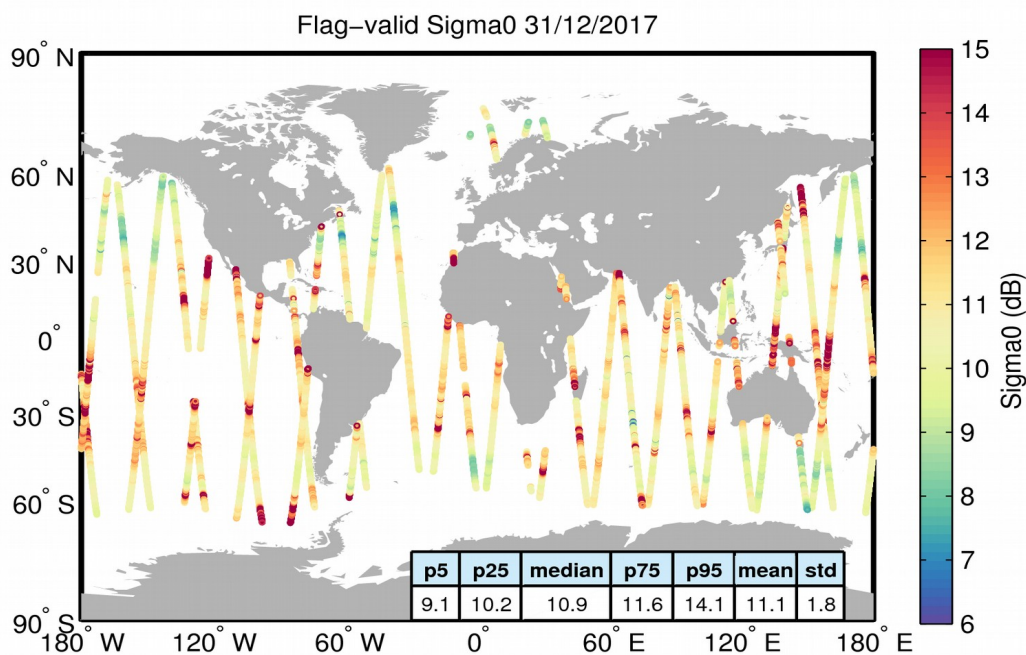 Flag−valid Sigma0 31/12/2017
90° N
60° N
30° N
0°
30° S
60° S
90° S
180° W
120° W
60° W
0°
60° E
120° E
180° E
15
14
13
12
11
10
9
8
7
6
Sigma0 (dB)
p5 p25 median p75 p95 mean std
9.1 10.2 10.9 11.6 14.1 11.1 1.8